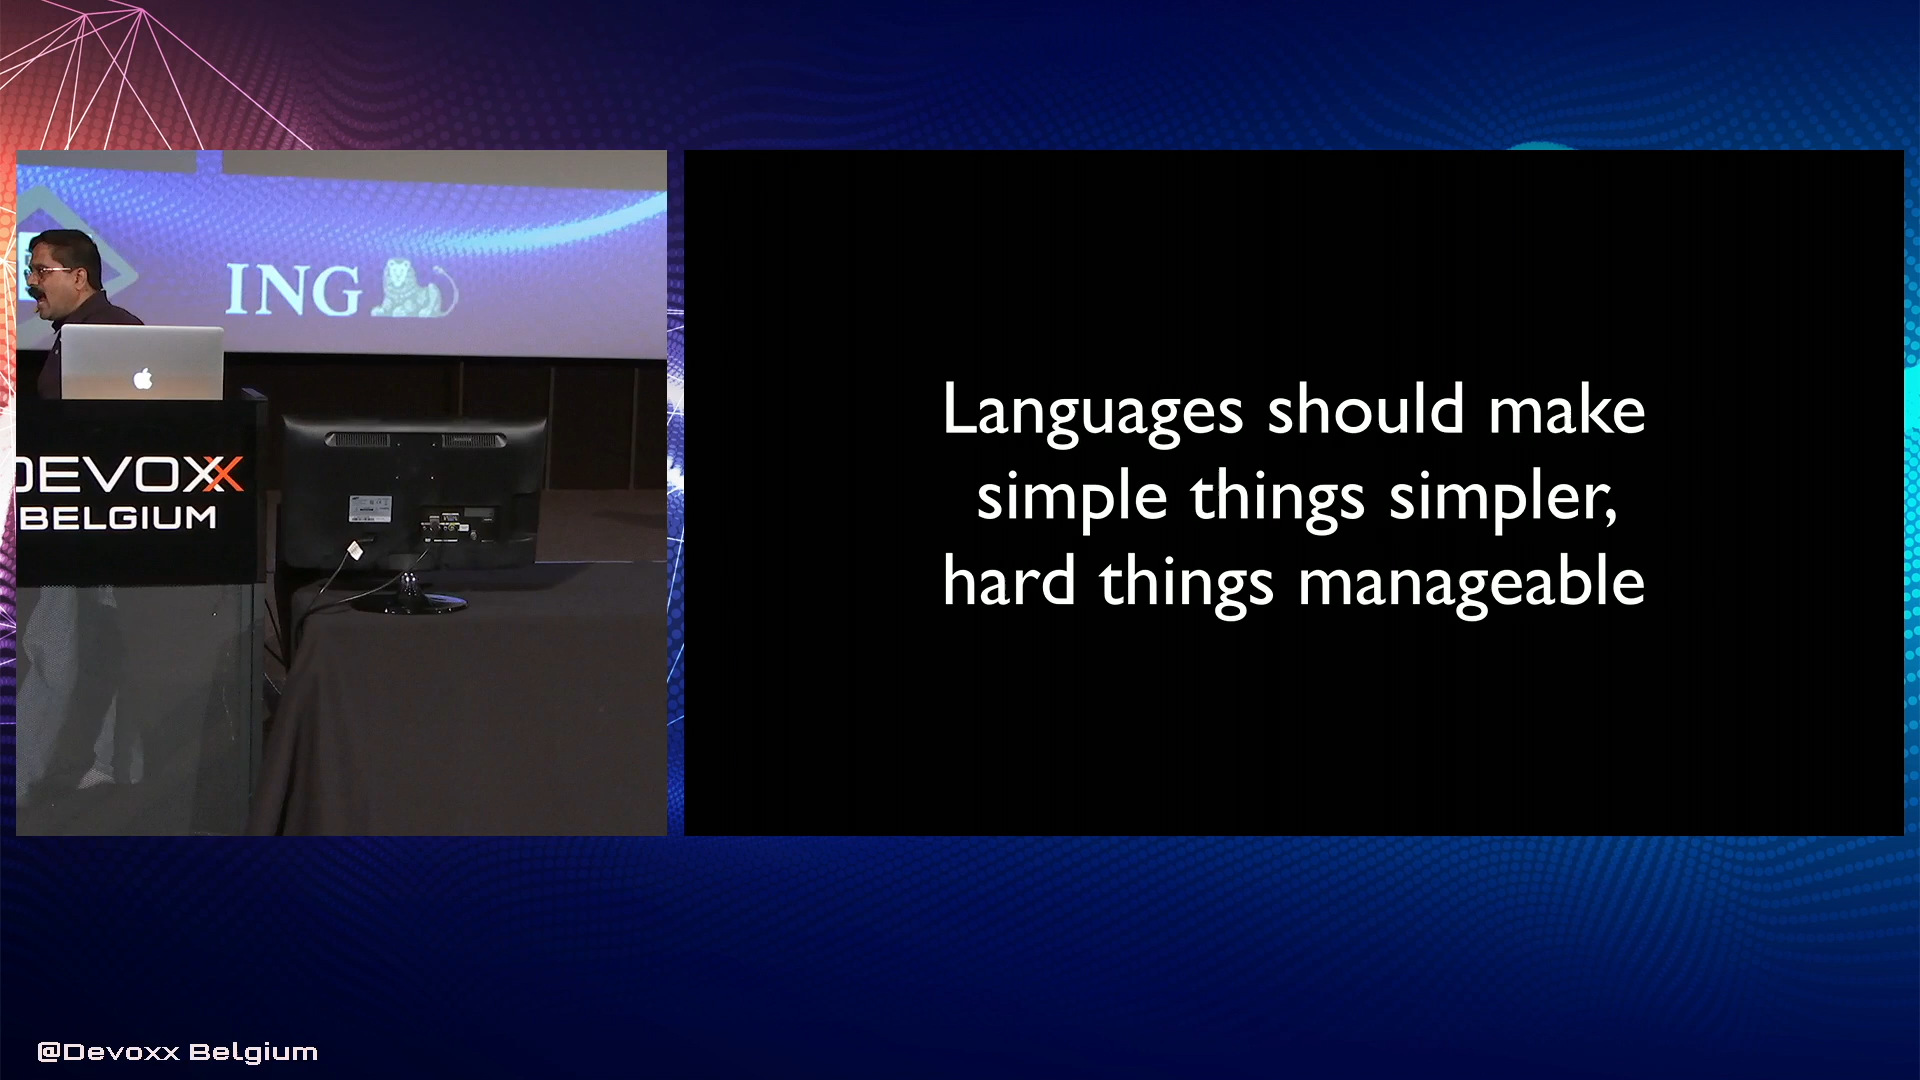 ING
DEVOXX
BELGIUM
Languages should make
simple things simpler,
hard things manageable
@Devoxx Belgium